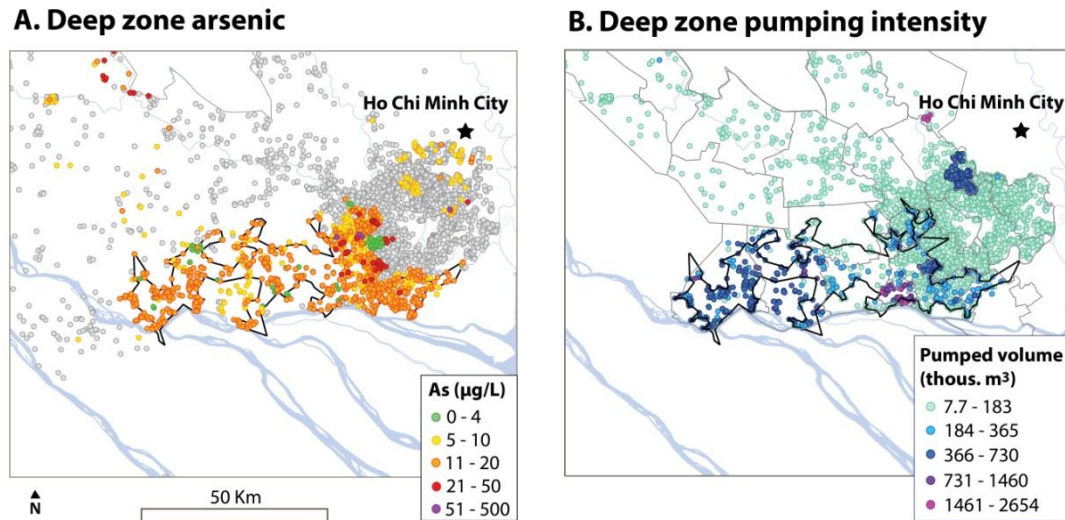 A. Deep zone arsenic
Ho Chi Minh City
As (µg/L)
0 - 4
5 - 10
11 - 20
21 - 50
51 - 500
N
50 Km
B. Deep zone pumping intensity
Ho Chi Minh City
Pumped volume
(thous. m³)
7.7 - 183
184 - 365
366 - 730
731 - 1460
1461 - 2654